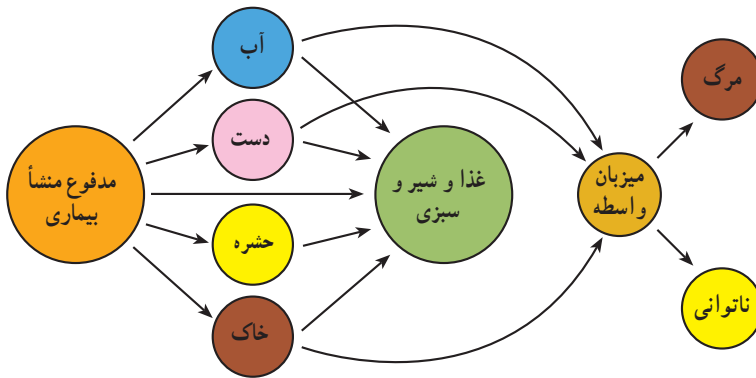 آب
مرگ
دست
مدفوع منشأ
بیماری
غذا و شیر و
سبزی
میزبان
واسطه
حشره
ناتوانی
خاک